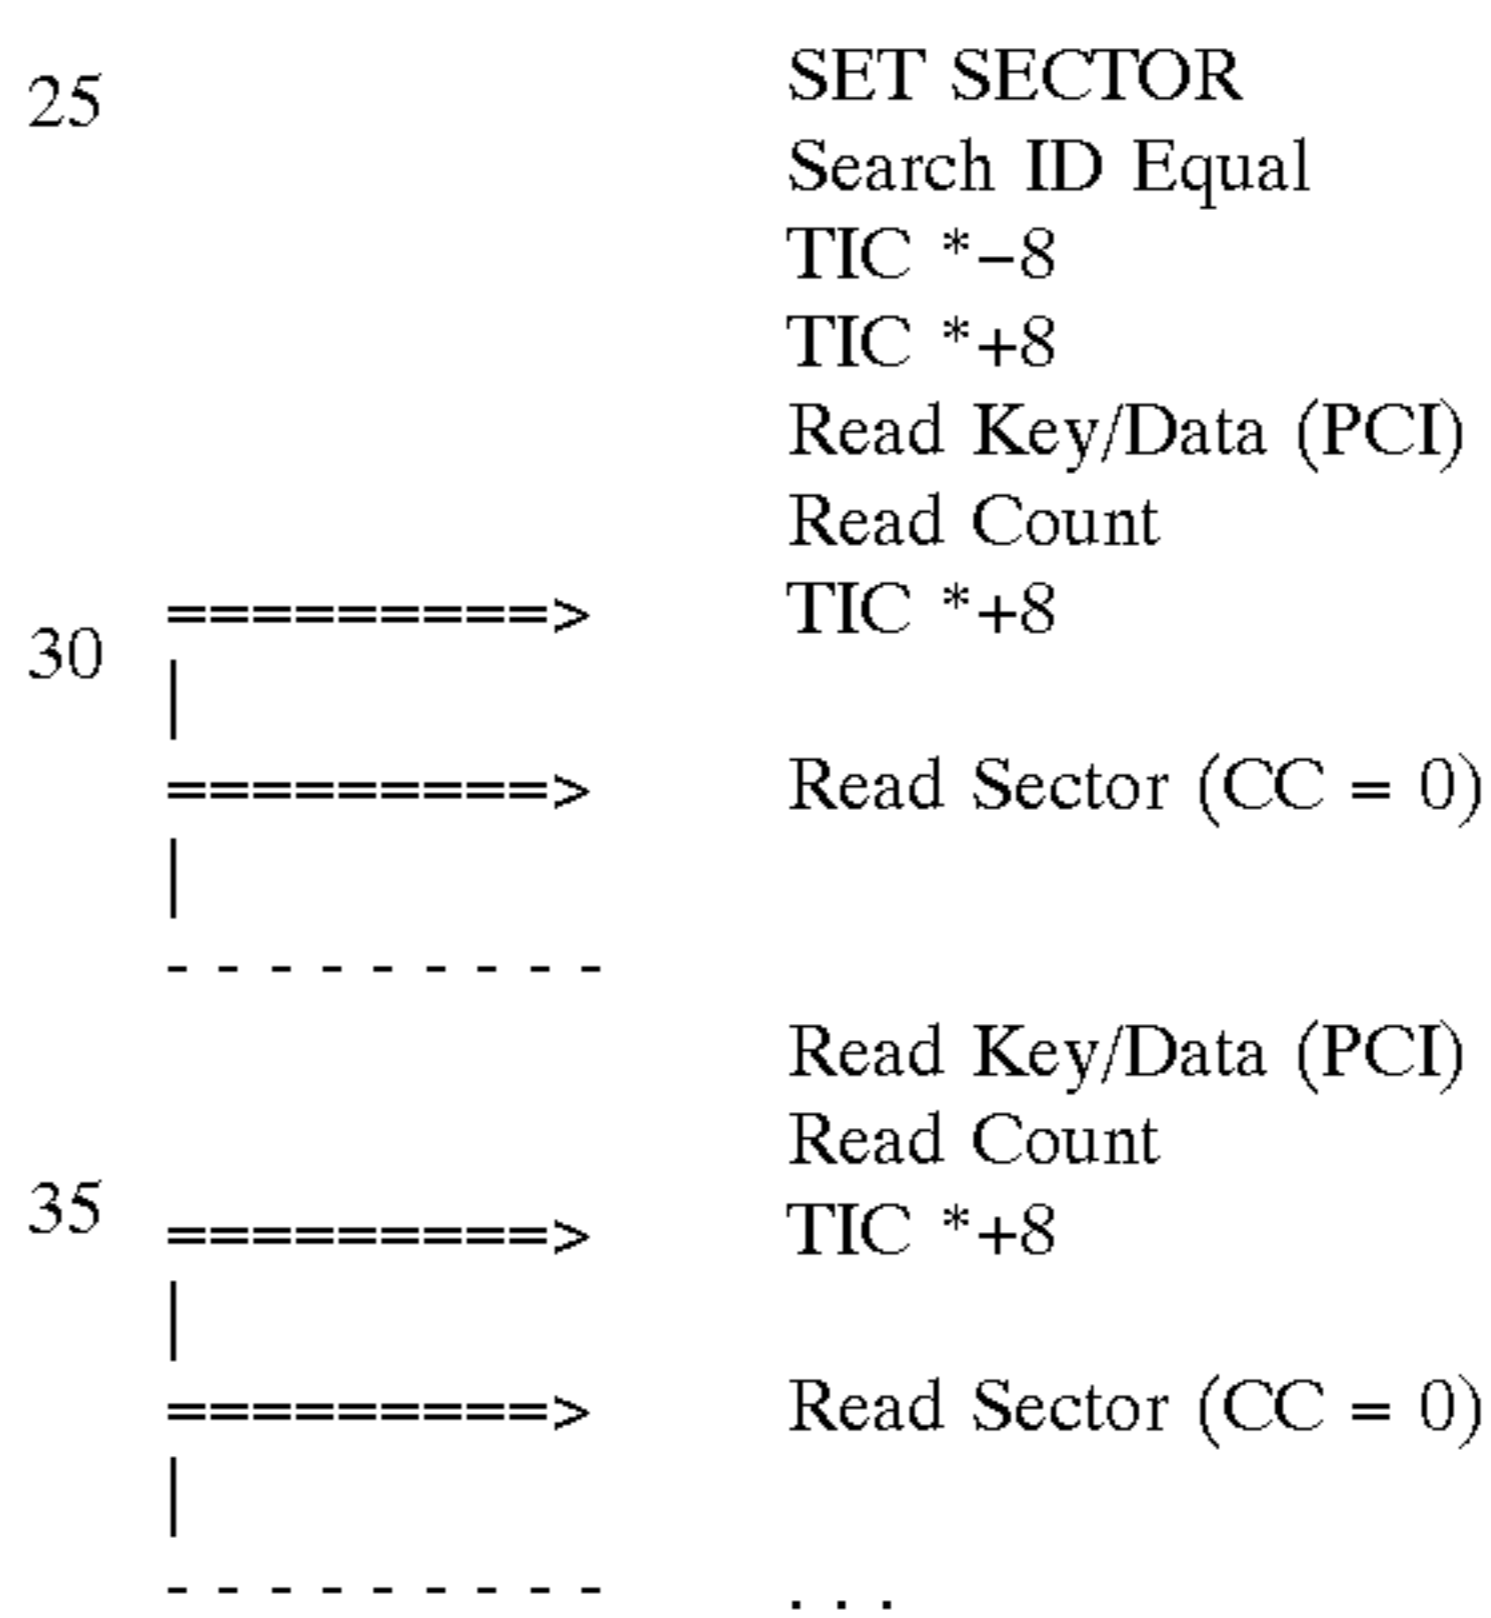 25 SET SECTOR
Search ID Equal
TIC *–8
TIC *+8
Read Key/Data (PCI)
Read Count
30 =========> TIC *+8
|
=========> Read Sector (CC = 0)
|
- - - - - - - - -
Read Key/Data (PCI)
Read Count
35 =========> TIC *+8
|
=========> Read Sector (CC = 0)
|
- - - - - - - - - . . .